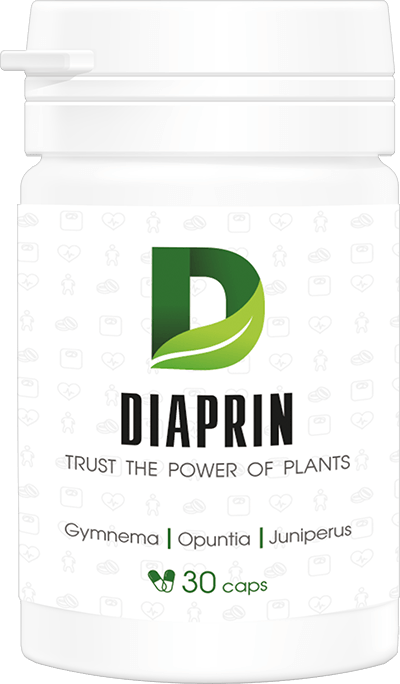 DIAPRIN
TRUST THE POWER OF PLANTS
Gymnema | Opuntia | Juniperus
30 caps